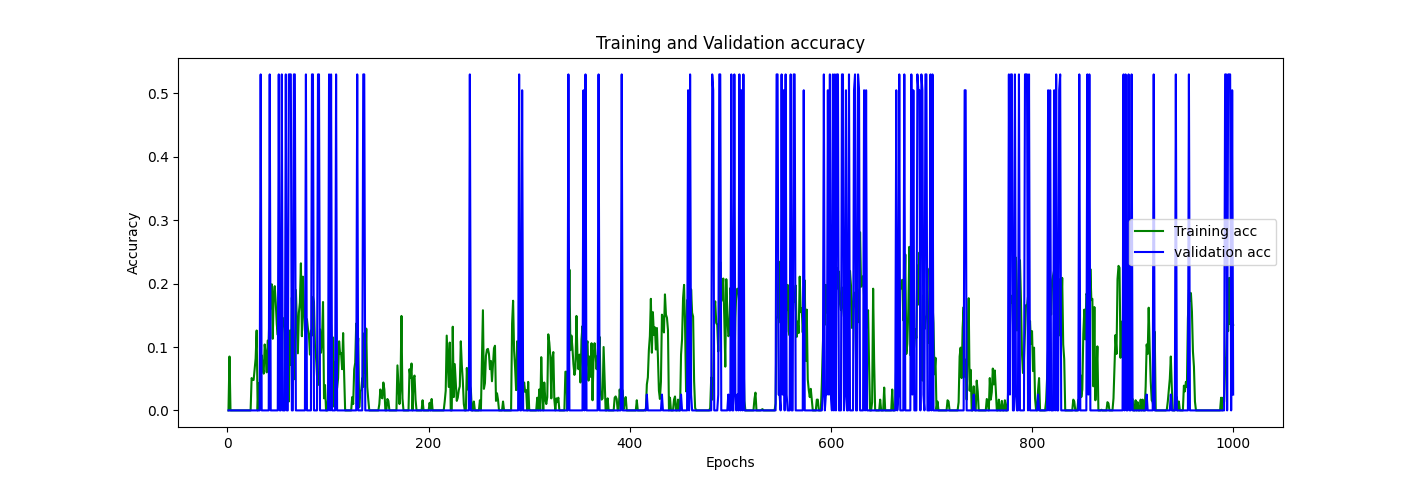 Training and Validation accuracy
Accuracy
0.5
0.4
0.3
0.2
0.1
0.0
Training acc
validation acc
0 200 400 600 800 1000
Epochs